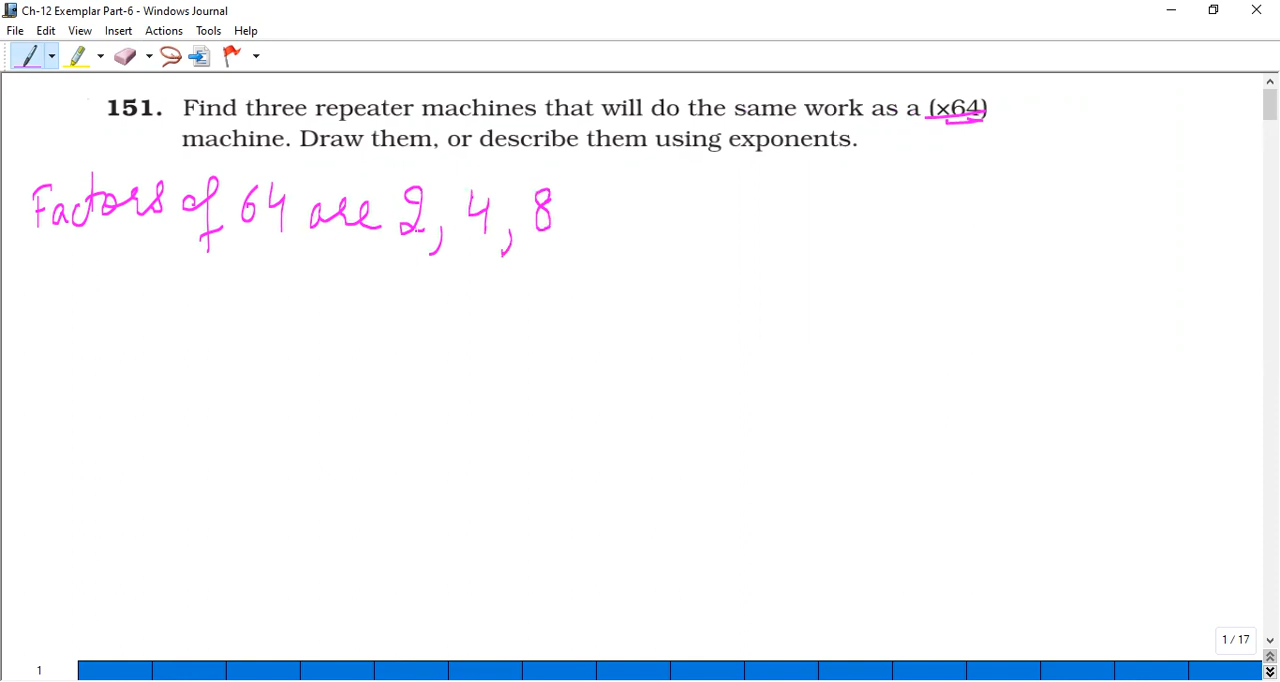 Ch-12 Exemplar Part-6 - Windows Journal
File Edit View Insert Actions Tools Help
151. Find three repeater machines that will do the same work as a (×64)
machine. Draw them, or describe them using exponents.
Factors of 64 are 2, 4, 8
1 / 17
1